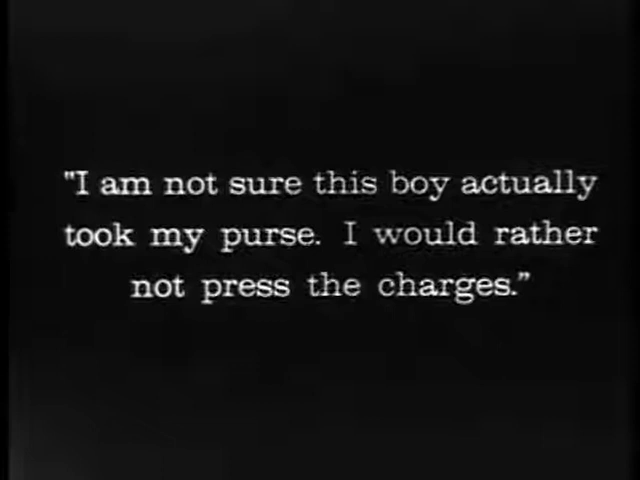 "I am not sure this boy actually
took my purse. I would rather
not press the charges."